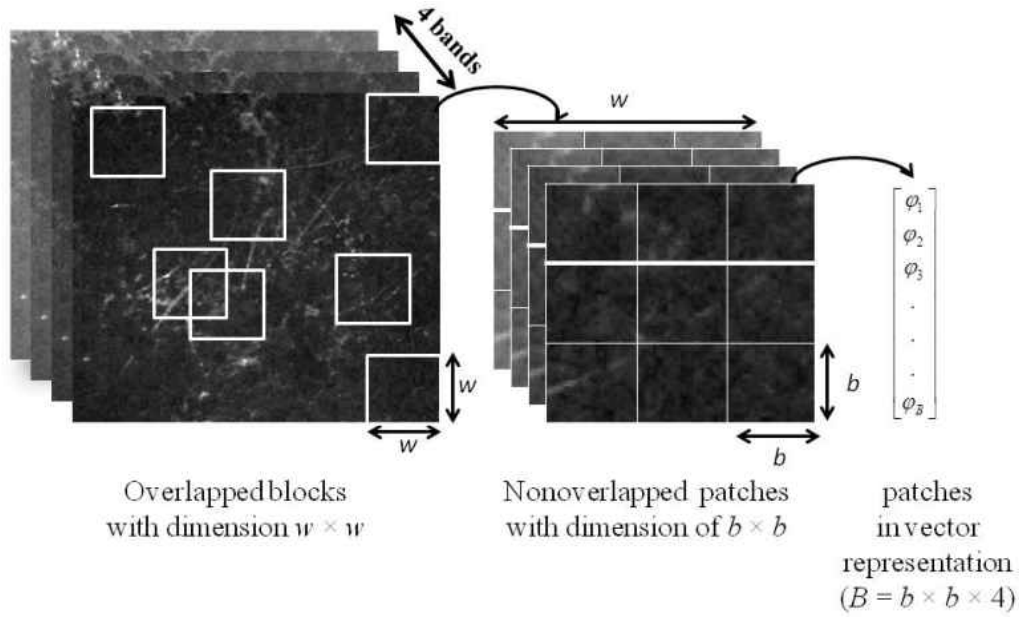 4 bands
w
w
w
b
b
φ1
φ2
φ3
.
.
.
φB
Overlapped blocks
with dimension w × w
Nonoverlapped patches
with dimension of b × b
patches
in vector
representation
(B = b × b × 4)